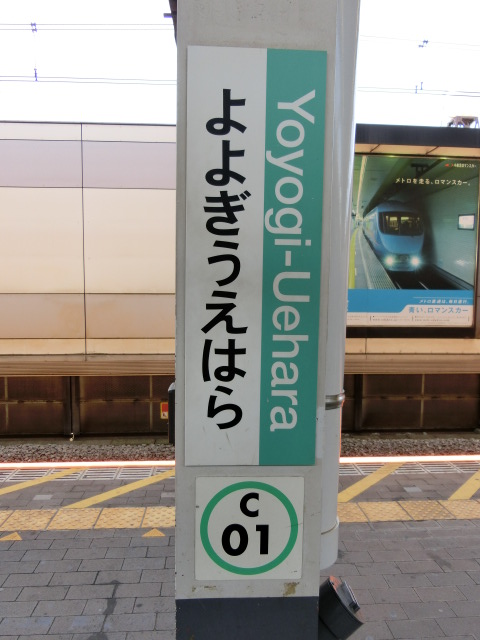 よよぎうえはら
Yoyogi-Uehara
C
01
メトロを走る、ロマンスカー。
青い、ロマンスカー